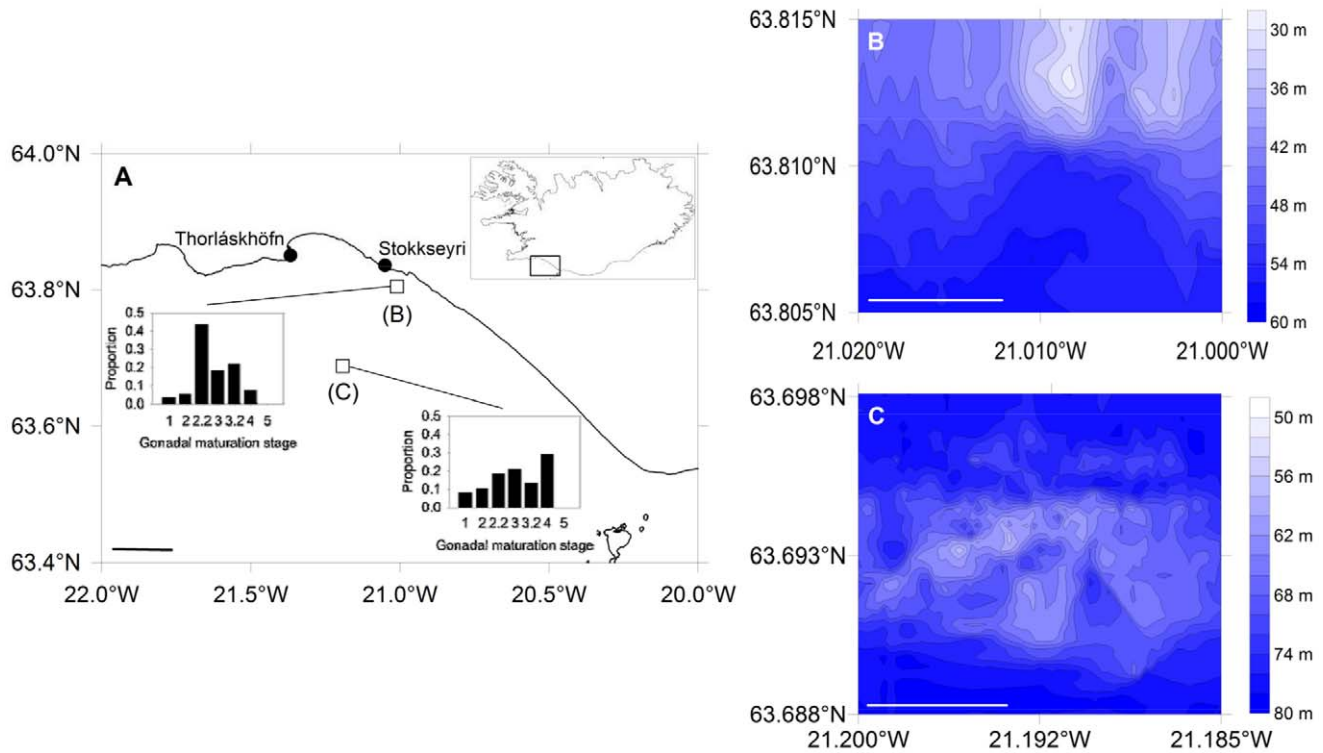 A
64.0°N
63.8°N
63.6°N
63.4°N
22.0°W 21.5°W 21.0°W 20.5°W 20.0°W
Thorláskhöfn
Stokkseyri
(B)
(C)
Proportion
0.5
0.4
0.3
0.2
0.1
0.0
1 2 2.2 3 3.2 4 5
Gonadal maturation stage
Proportion
0.5
0.4
0.3
0.2
0.1
0.0
1 2 2.2 3 3.2 4 5
Gonadal maturation stage
B
63.815°N
63.810°N
63.805°N
21.020°W 21.010°W 21.000°W
30 m
36 m
42 m
48 m
54 m
60 m
C
63.698°N
63.693°N
63.688°N
21.200°W 21.192°W 21.185°W
50 m
56 m
62 m
68 m
74 m
80 m